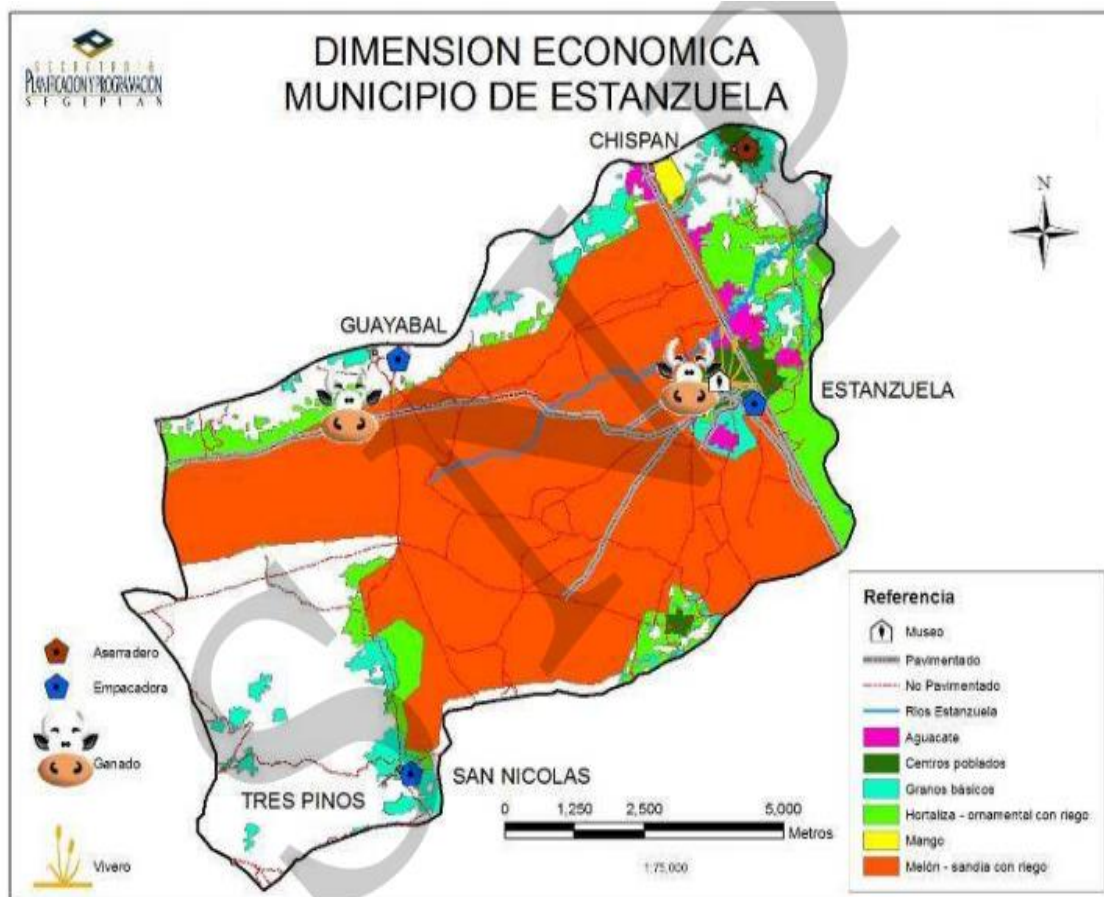 SECRETARIA
PLANIFICACION Y PROGRAMACION
SEGEPLAN
DIMENSION ECONOMICA
MUNICIPIO DE ESTANZUELA
CHISPAN
N
GUAYABAL
ESTANZUELA
SAN NICOLAS
TRES PINOS
Aserradero
Empacadora
Ganado
Vivero
0 1,250 2,500 5,000
Metros
1:75,000
Referencia
Museo
Pavimentado
No Pavimentado
Rios Estanzuela
Aguacate
Centros poblados
Granos básicos
Hortaliza - ornamental con riego
Mango
Melón - sandia con riego
SNP